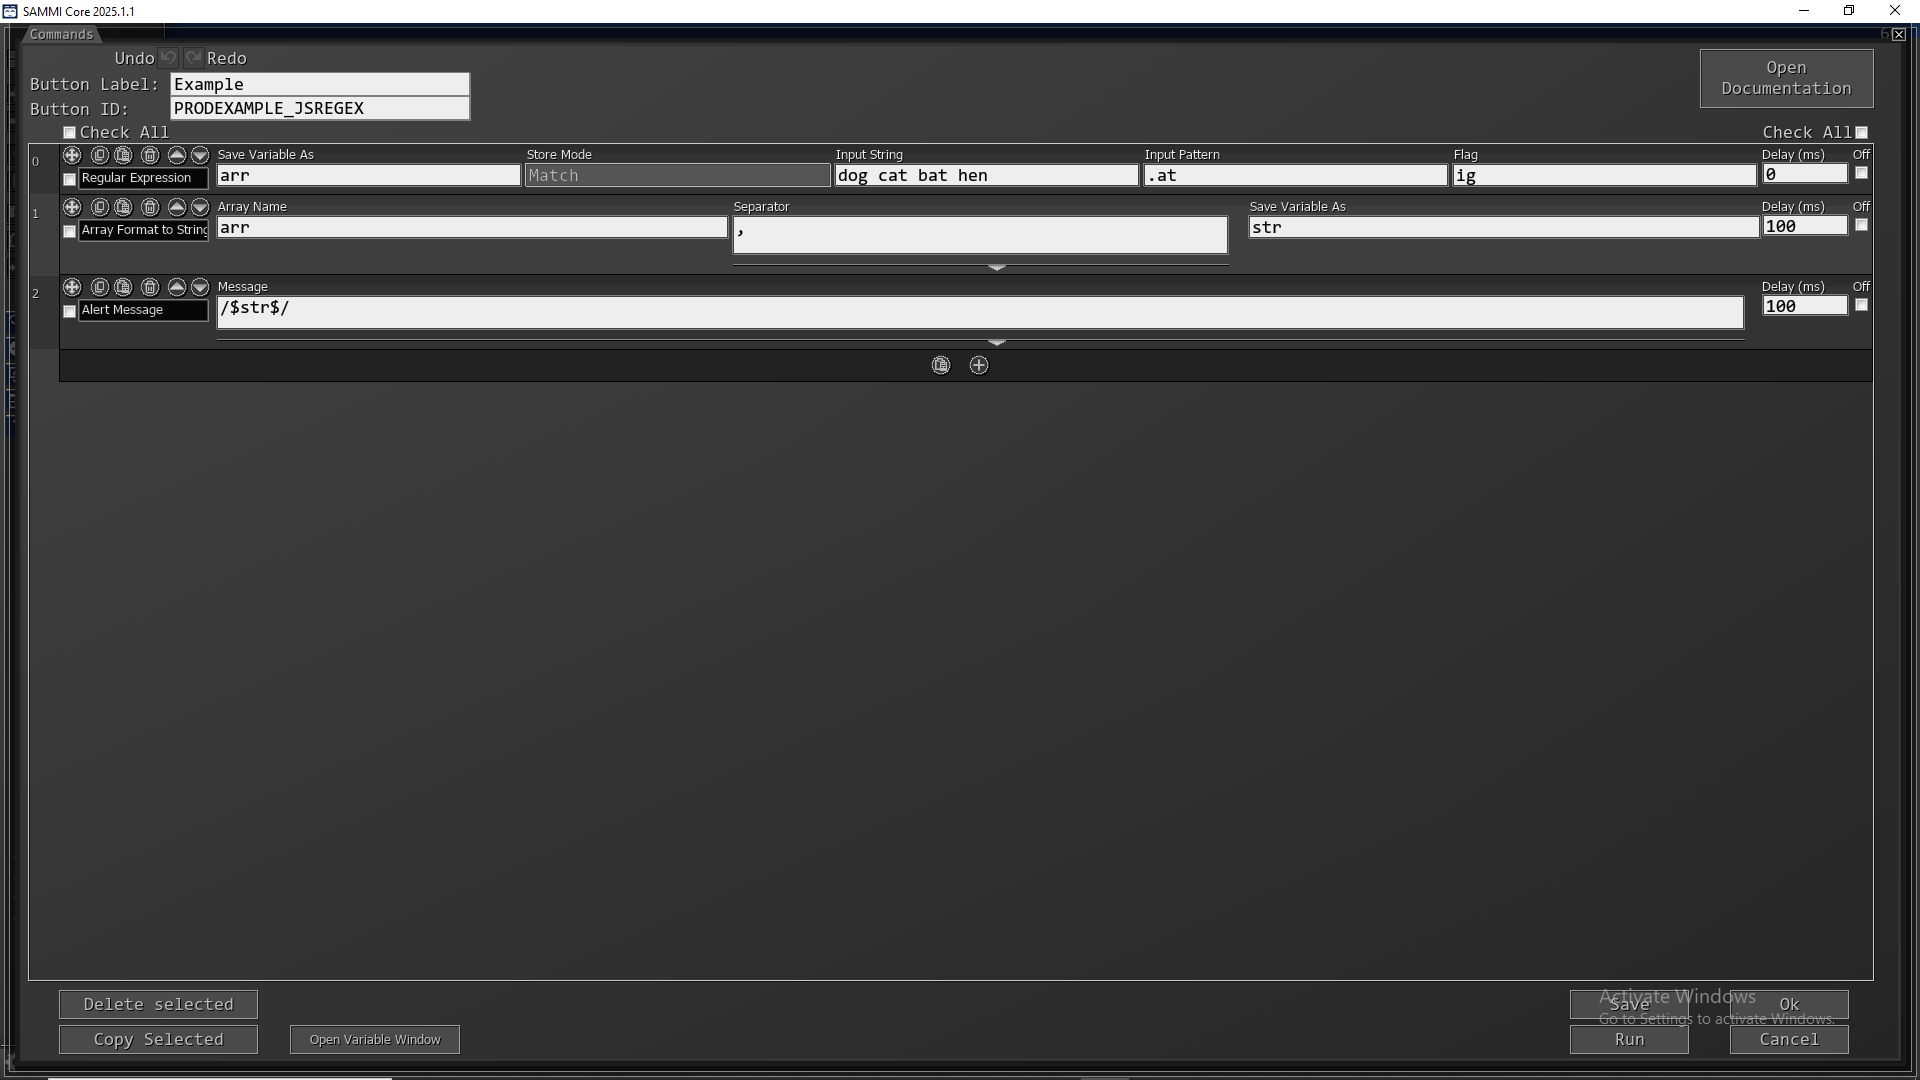 SAMMI Core 2025.1.1
Commands
6
Undo Redo
Button Label: Example
Button ID: PRODEXAMPLE_JSREGEX
Open
Documentation
Check All
Check All
0
Save Variable As Store Mode Input String Input Pattern Flag Delay (ms) Off
Regular Expression arr Match dog cat bat hen .at ig 0
1
Array Name Separator Save Variable As Delay (ms) Off
Array Format to String arr , str 100
2
Message Delay (ms) Off
Alert Message /$str$/ 100
Delete selected
Copy Selected
Open Variable Window
Save
Ok
Run
Cancel
Activate Windows
Go to Settings to activate Windows.